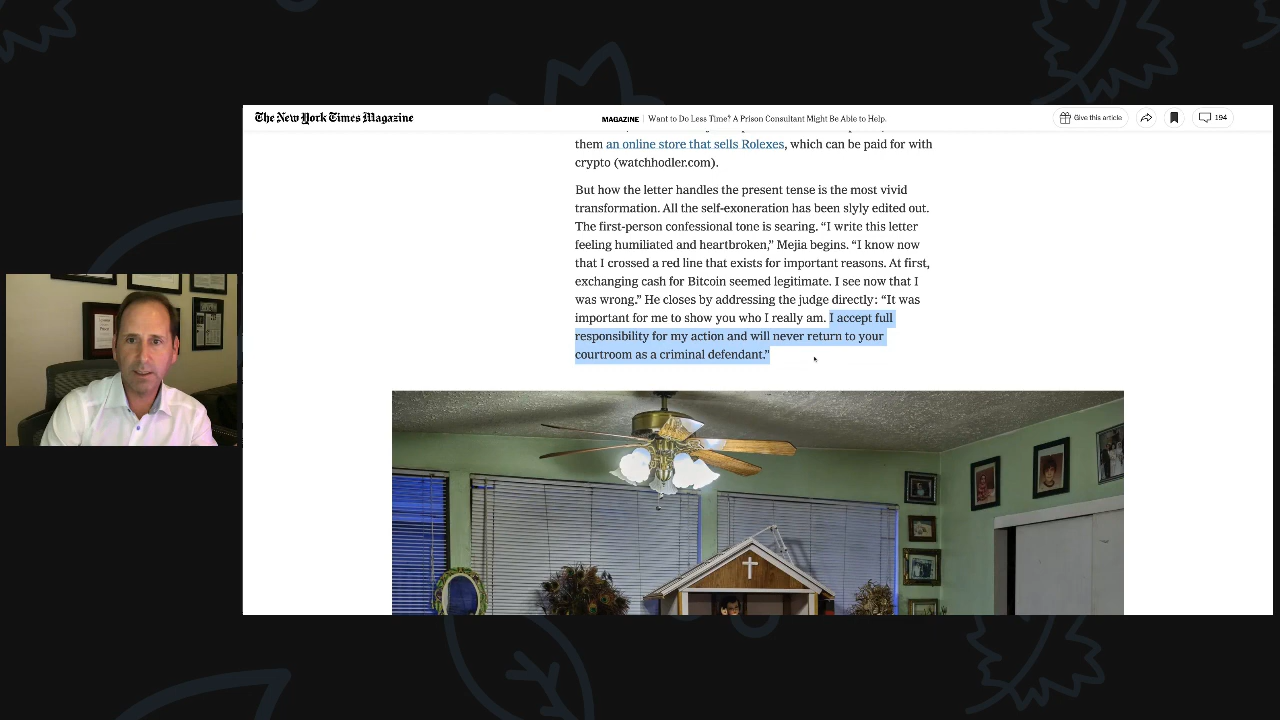 The New York Times Magazine
MAGAZINE | Want to Do Less Time? A Prison Consultant Might Be Able to Help.
Give this article
194
them an online store that sells Rolexes, which can be paid for with
crypto (watchhodler.com).
But how the letter handles the present tense is the most vivid
transformation. All the self-exoneration has been slyly edited out.
The first-person confessional tone is searing. “I write this letter
feeling humiliated and heartbroken,” Mejia begins. “I know now
that I crossed a red line that exists for important reasons. At first,
exchanging cash for Bitcoin seemed legitimate. I see now that I
was wrong.” He closes by addressing the judge directly: “It was
important for me to show you who I really am. I accept full
responsibility for my action and will never return to your
courtroom as a criminal defendant.”